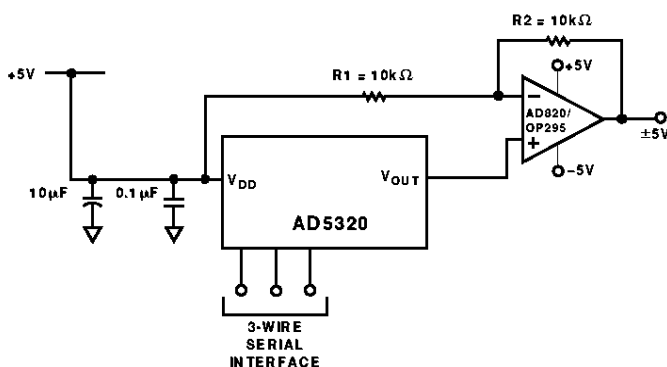 R2 = 10kΩ
+5V
R1 = 10kΩ
+5V
−
AD820/
OP295
+
±5V
−5V
10μF
0.1μF
VDD
VOUT
AD5320
3-WIRE
SERIAL
INTERFACE